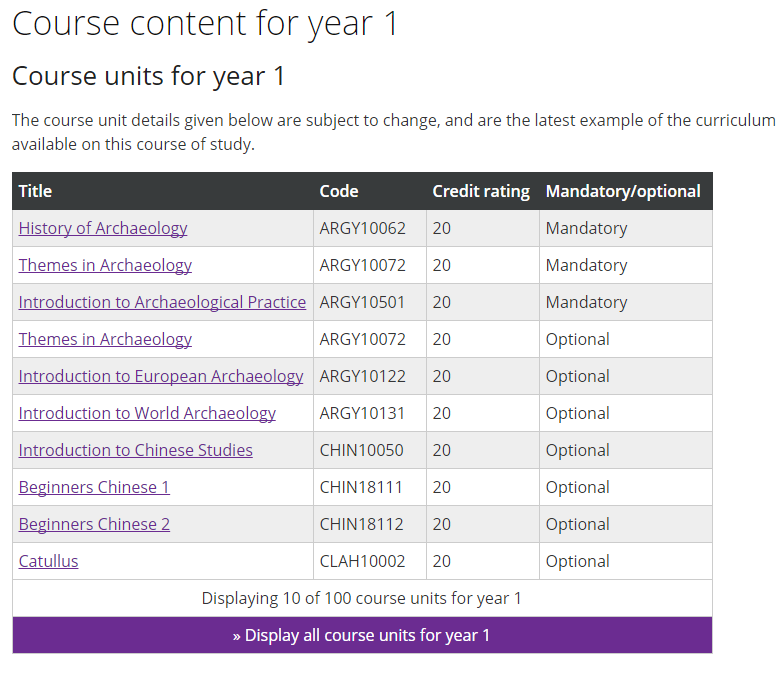 Course content for year 1
Course units for year 1
The course unit details given below are subject to change, and are the latest example of the curriculum
available on this course of study.
Title Code Credit rating Mandatory/optional
History of Archaeology ARGY10062 20 Mandatory
Themes in Archaeology ARGY10072 20 Mandatory
Introduction to Archaeological Practice ARGY10501 20 Mandatory
Themes in Archaeology ARGY10072 20 Optional
Introduction to European Archaeology ARGY10122 20 Optional
Introduction to World Archaeology ARGY10131 20 Optional
Introduction to Chinese Studies CHIN10050 20 Optional
Beginners Chinese 1 CHIN18111 20 Optional
Beginners Chinese 2 CHIN18112 20 Optional
Catullus CLAH10002 20 Optional
Displaying 10 of 100 course units for year 1
» Display all course units for year 1